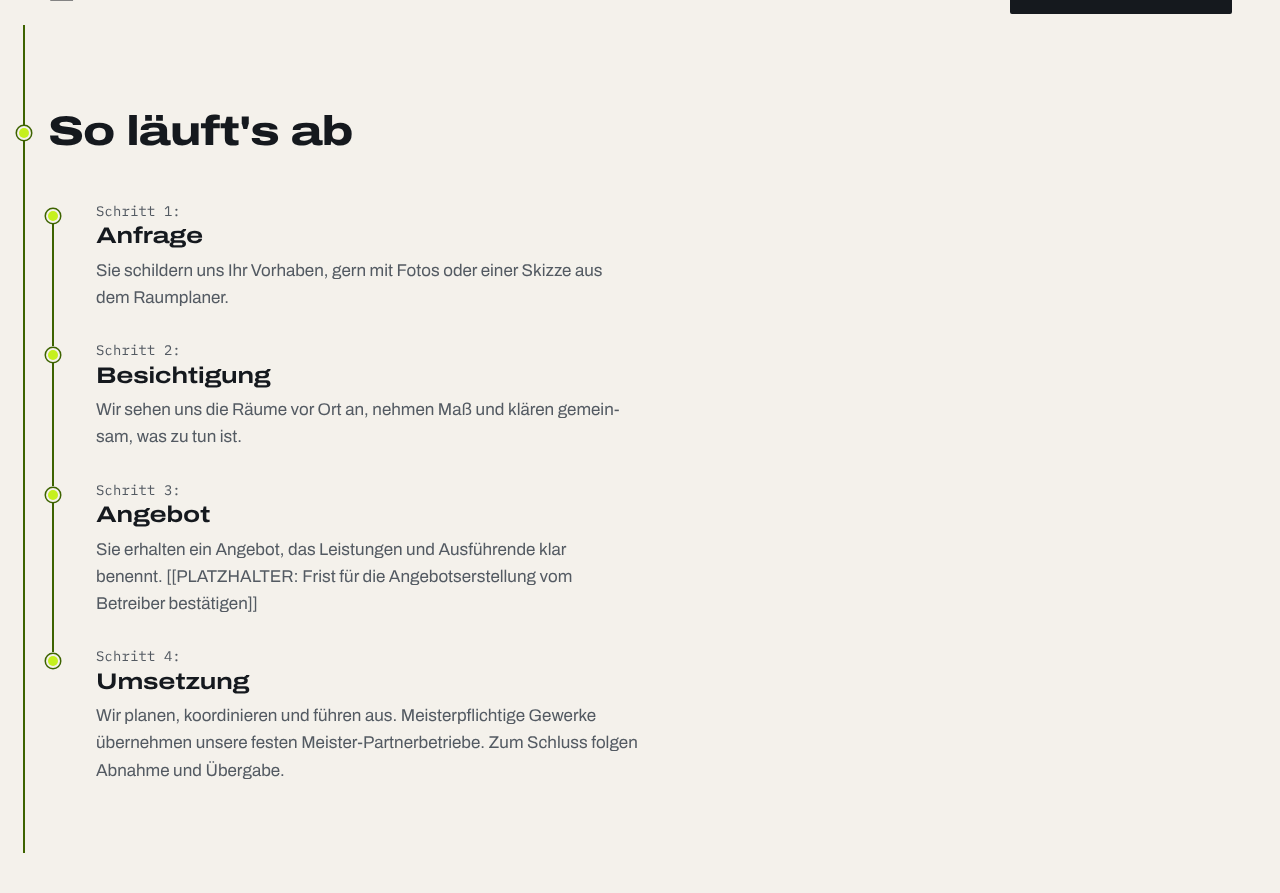 So läuft's ab
Schritt 1:
Anfrage
Sie schildern uns Ihr Vorhaben, gern mit Fotos oder einer Skizze aus
dem Raumplaner.
Schritt 2:
Besichtigung
Wir sehen uns die Räume vor Ort an, nehmen Maß und klären gemein-
sam, was zu tun ist.
Schritt 3:
Angebot
Sie erhalten ein Angebot, das Leistungen und Ausführende klar
benennt. [[PLATZHALTER: Frist für die Angebotserstellung vom
Betreiber bestätigen]]
Schritt 4:
Umsetzung
Wir planen, koordinieren und führen aus. Meisterpflichtige Gewerke
übernehmen unsere festen Meister-Partnerbetriebe. Zum Schluss folgen
Abnahme und Übergabe.